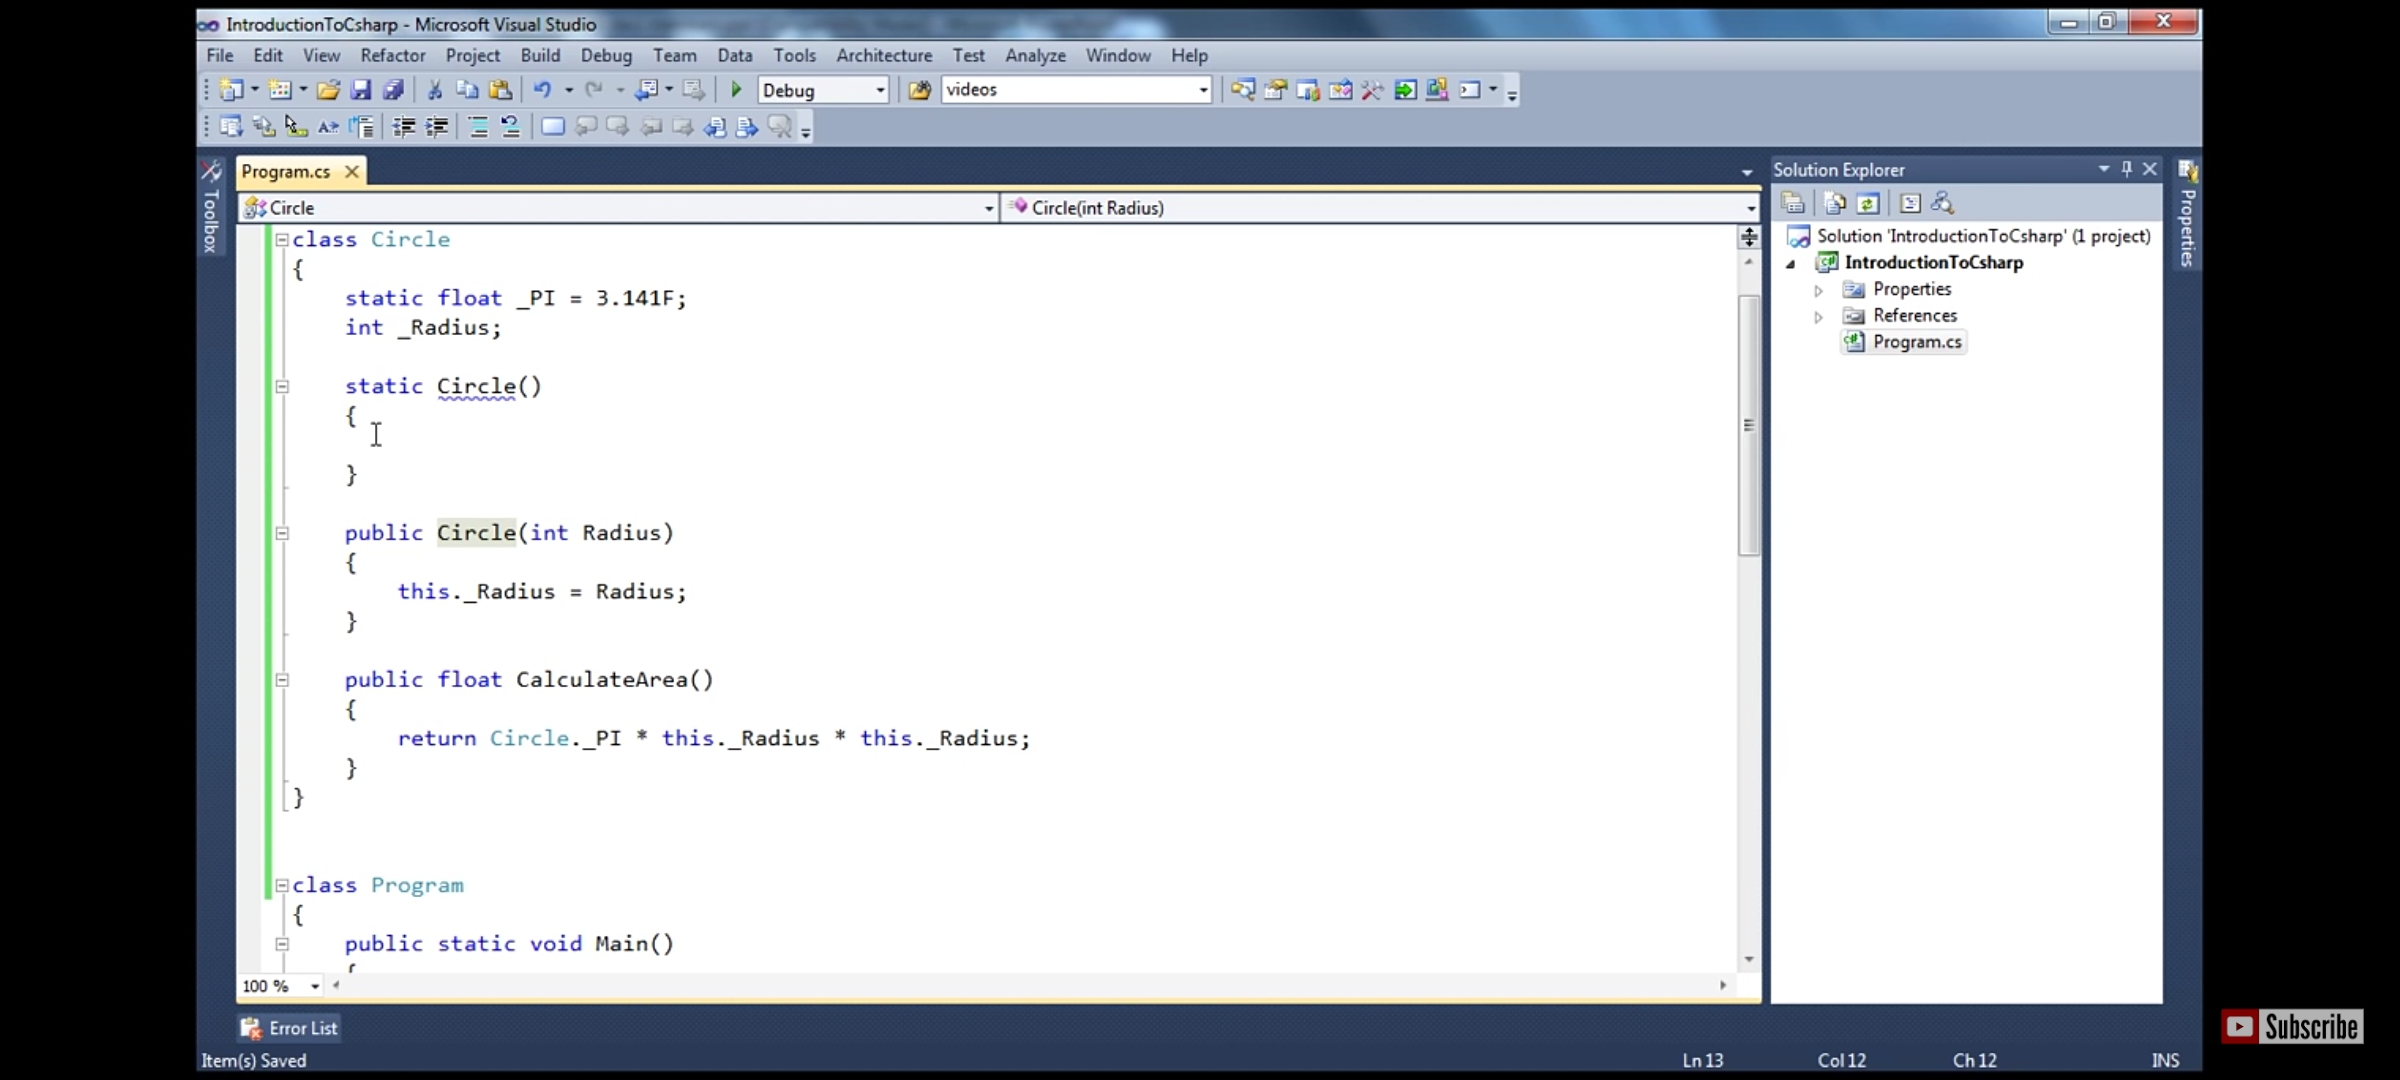 IntroductionToCsharp - Microsoft Visual Studio
File Edit View Refactor Project Build Debug Team Data Tools Architecture Test Analyze Window Help
Debug videos
Toolbox
Program.cs
Circle Circle(int Radius)
class Circle
{
static float _PI = 3.141F;
int _Radius;
static Circle()
{
}
public Circle(int Radius)
{
this._Radius = Radius;
}
public float CalculateArea()
{
return Circle._PI * this._Radius * this._Radius;
}
}
class Program
{
public static void Main()
{
100 %
Solution Explorer
Solution 'IntroductionToCsharp' (1 project)
IntroductionToCsharp
Properties
References
Program.cs
Properties
Error List
Item(s) Saved Ln 13 Col 12 Ch 12 INS
Subscribe